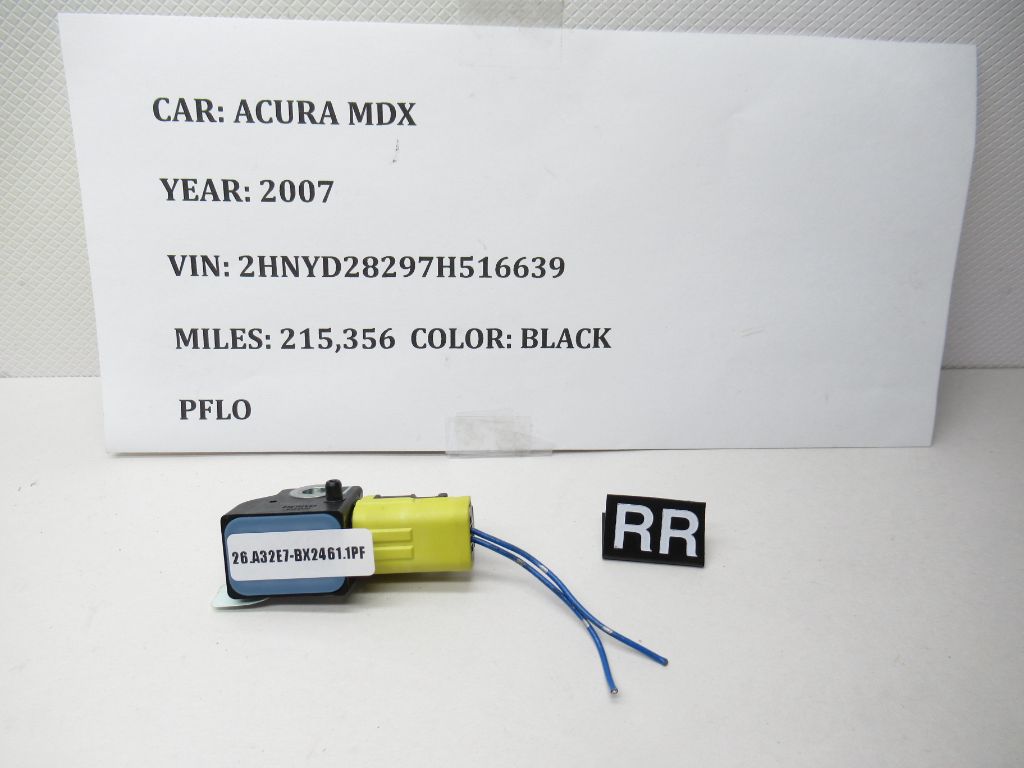 CAR: ACURA MDX
YEAR: 2007
VIN: 2HNYD28297H516639
MILES: 215,356 COLOR: BLACK
PFLO
26.A32E7-BX2461.1PF
RR